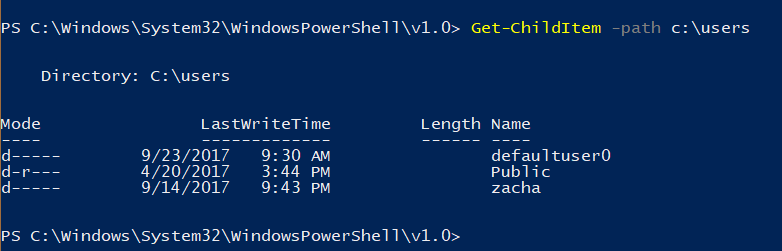 PS C:\Windows\System32\WindowsPowerShell\v1.0> Get-ChildItem -path c:\users
Directory: C:\users
Mode LastWriteTime Length Name
---- ------------- ------ ----
d----- 9/23/2017 9:30 AM defaultuser0
d-r--- 4/20/2017 3:44 PM Public
d----- 9/14/2017 9:43 PM zacha
PS C:\Windows\System32\WindowsPowerShell\v1.0>